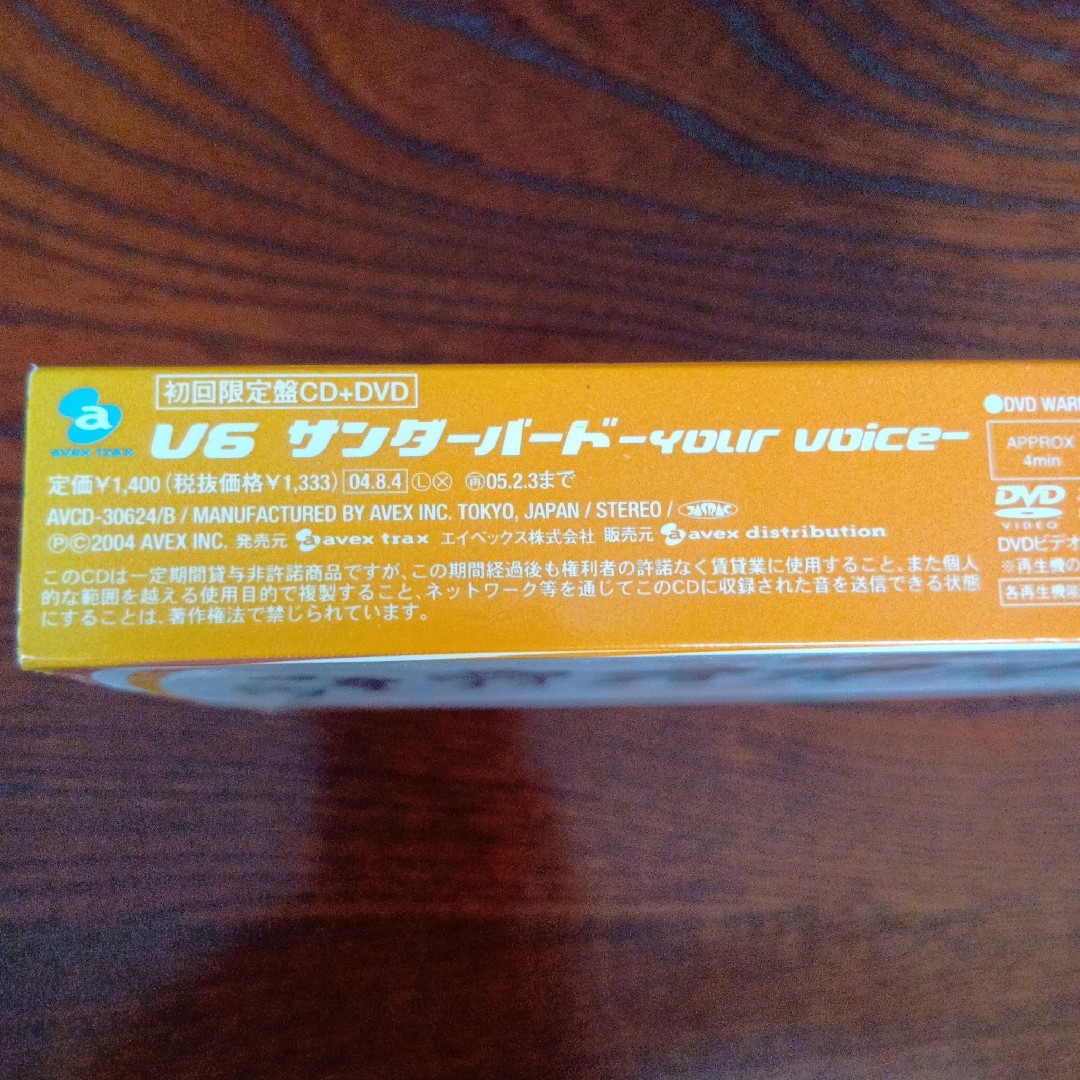 初回限定盤CD+DVD
a
avex trax
V6 サンダーバード-your voice-
定価¥1,400(税抜価格¥1,333) 04.8.4 Ⓛ Ⓧ ㊢05.2.3まで
AVCD-30624/B / MANUFACTURED BY AVEX INC. TOKYO, JAPAN / STEREO / JASRAC
Ⓟ©2004 AVEX INC. 発売元 avex trax エイベックス株式会社 販売元 avex distribution
このCDは一定期間貸与非許諾商品ですが、この期間経過後も権利者の許諾なく賃貸業に使用すること、また個人
的な範囲を越える使用目的で複製すること、ネットワーク等を通じてこのCDに収録された音を送信できる状態
にすることは、著作権法で禁じられています。
●DVD WAR
APPROX
4min
DVD
VIDEO
DVDビデオ
※再生費の
各再生費